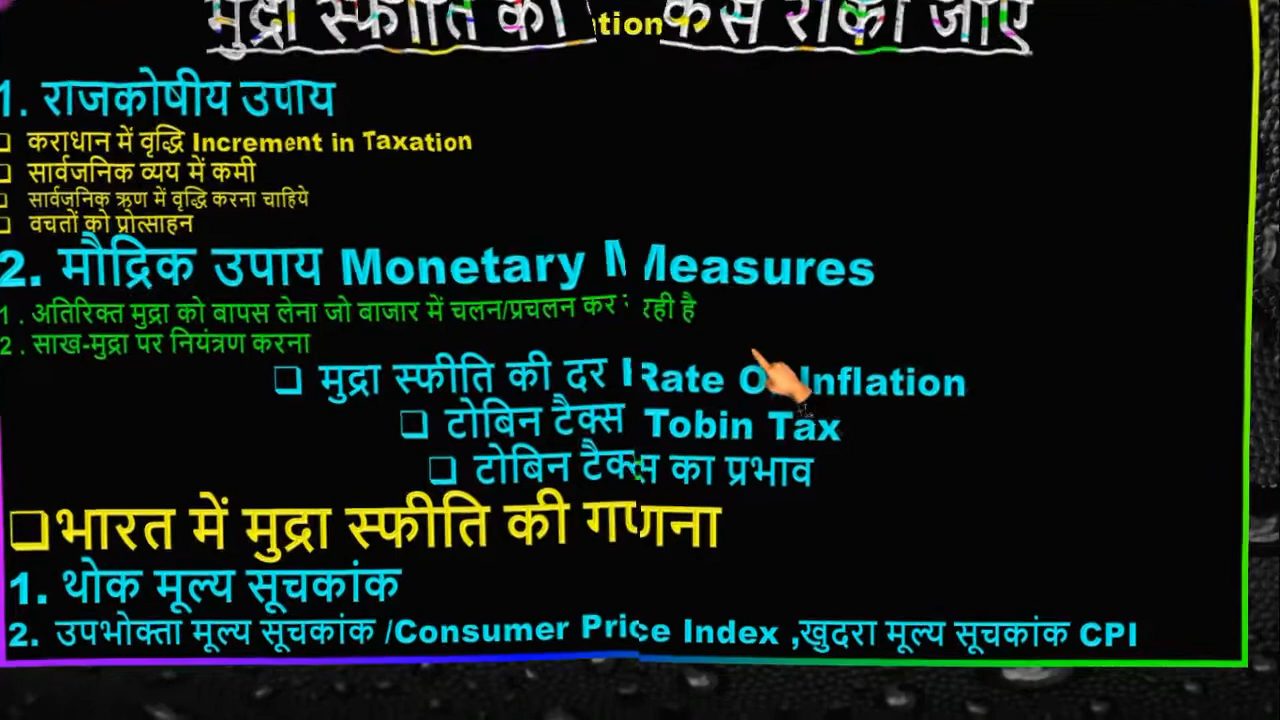 मुद्रा स्फीति को tion कैसे रोका जाए
1. राजकोषीय उपाय
❑ कराधान में वृद्धि Increment in Taxation
❑ सार्वजनिक व्यय में कमी
❑ सार्वजनिक ऋण में वृद्धि करना चाहिये
❑ वचतों को प्रोत्साहन
2. मौद्रिक उपाय Monetary Measures
1 . अतिरिक्त मुद्रा को बापस लेना जो वाजार में चलन/प्रचलन कर रही है
2 . साख-मुद्रा पर नियंत्रण करना
❑ मुद्रा स्फीति की दर Rate Of Inflation
❑ टोबिन टैक्स Tobin Tax
❑ टोबिन टैक्स का प्रभाव
❑भारत में मुद्रा स्फीति की गणना
1. थोक मूल्य सूचकांक
2. उपभोक्ता मूल्य सूचकांक /Consumer Price Index ,खुदरा मूल्य सूचकांक CPI